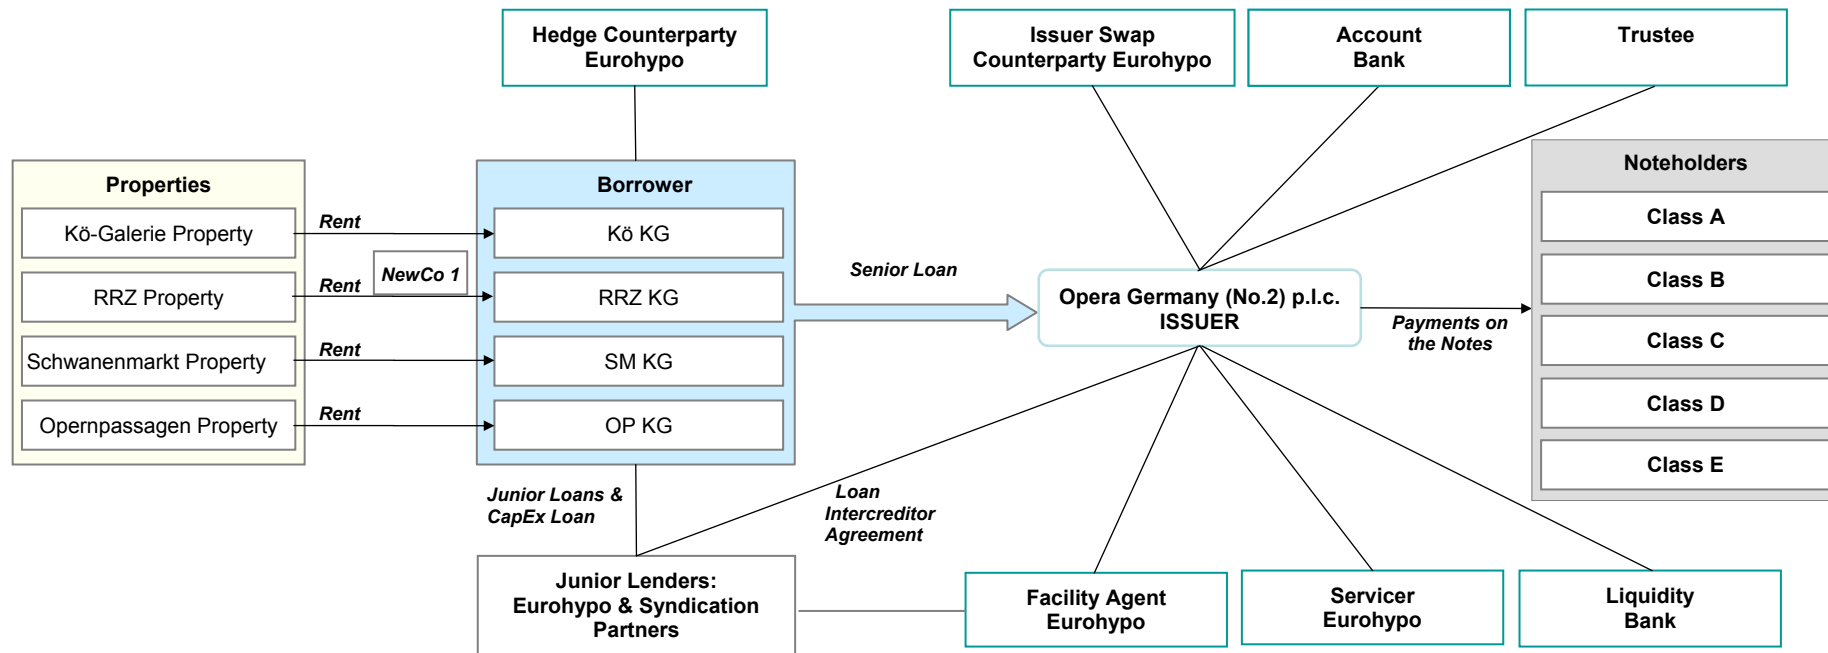 Hedge Counterparty
Eurohypo
Issuer Swap
Counterparty Eurohypo
Account
Bank
Trustee
Properties
Kö-Galerie Property
RRZ Property
Schwanenmarkt Property
Opernpassagen Property
Rent
Rent
NewCo 1
Rent
Rent
Borrower
Kö KG
RRZ KG
SM KG
OP KG
Senior Loan
Opera Germany (No.2) p.l.c.
ISSUER
Payments on
the Notes
Noteholders
Class A
Class B
Class C
Class D
Class E
Junior Loans &
CapEx Loan
Loan
Intercreditor
Agreement
Junior Lenders:
Eurohypo & Syndication
Partners
Facility Agent
Eurohypo
Servicer
Eurohypo
Liquidity
Bank